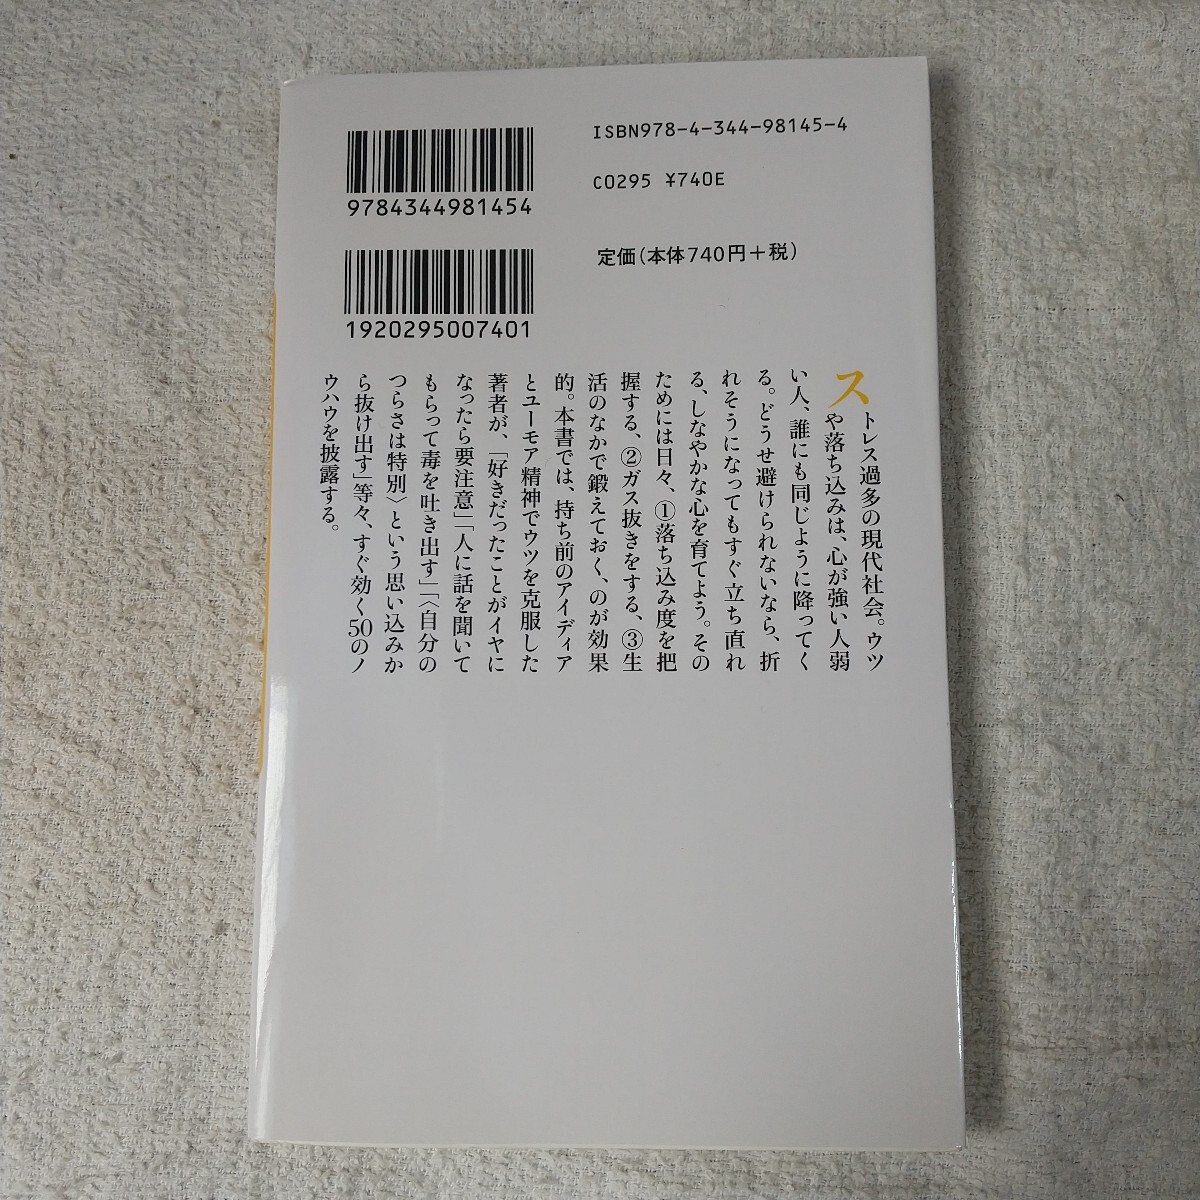 ISBN978-4-344-98145-4
C0295 ¥740E
定価(本体740円+税)
9784344981454
1920295007401
ストレス過多の現代社会。ウツ
や落ち込みは、心が強い人弱
い人、誰にも同じように降ってく
る。どうせ避けられないなら、折
れそうになってもすぐ立ち直れ
る、しなやかな心を育てよう。その
ためには日々、①落ち込み度を把
握する、②ガス抜きをする、③生
活のなかで鍛えておく、のが効果
的。本書では、持ち前のアイディア
とユーモア精神でウツを克服した
著者が、「好きだったことがイヤに
なったら要注意」「人に話を聞いて
もらって毒を吐き出す」「〈自分の
つらさは特別〉という思い込みか
ら抜け出す」等々、すぐ効く50のノ
ウハウを披露する。